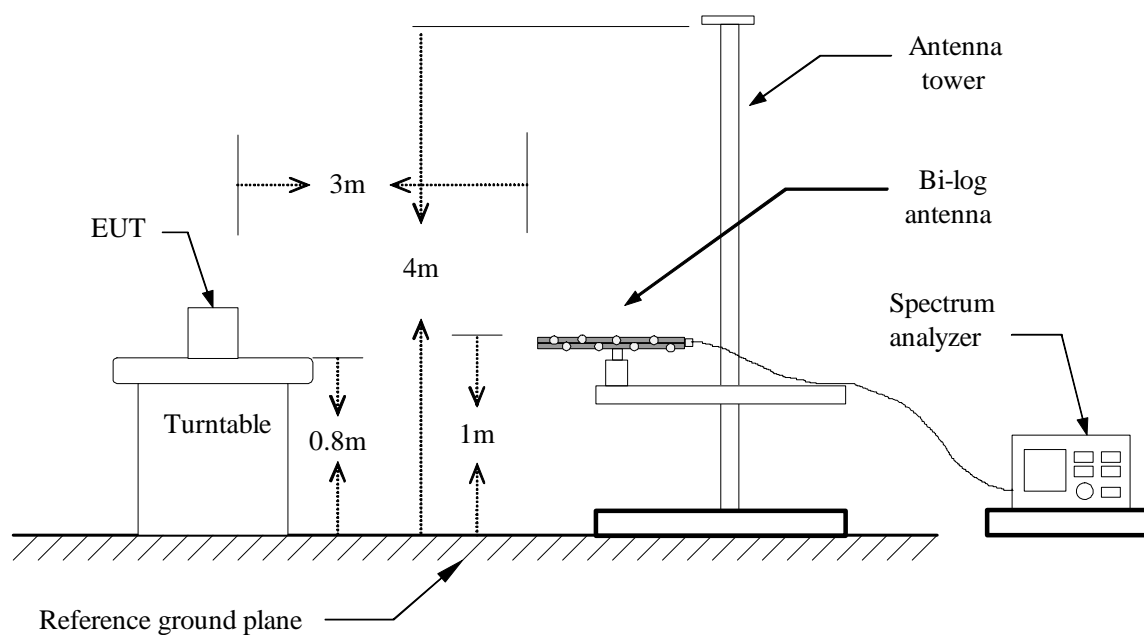 Antenna
tower
3m
Bi-log
antenna
EUT
4m
Spectrum
analyzer
Turntable
0.8m
1m
Reference ground plane